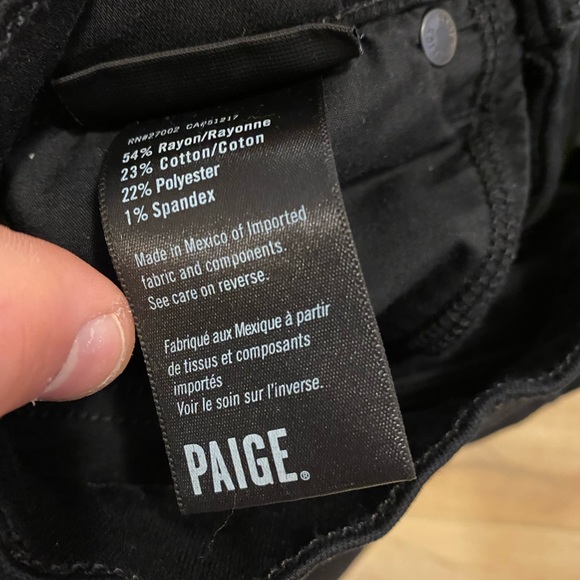 RN#27002 CA#51217
54% Rayon/Rayonne
23% Cotton/Coton
22% Polyester
1% Spandex
Made in Mexico of Imported
fabric and components.
See care on reverse.
Fabriqué aux Mexique à partir
de tissus et composants
importés
Voir le soin sur l'inverse.
PAIGE®